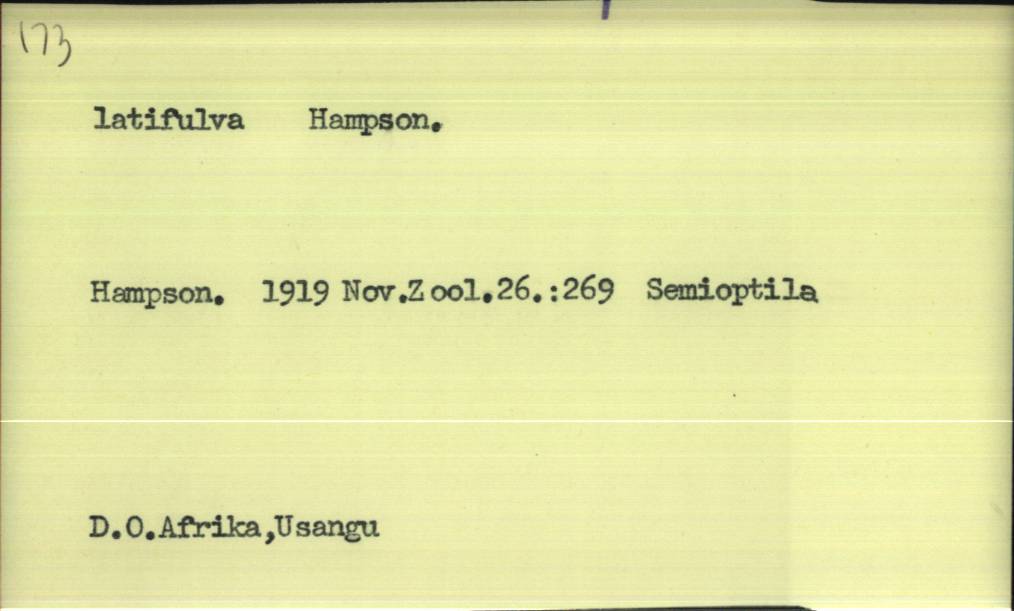 173
latifulva Hampson.
Hampson. 1919 Nov.Zool.26.:269 Semioptila
D.O.Afrika,Usangu